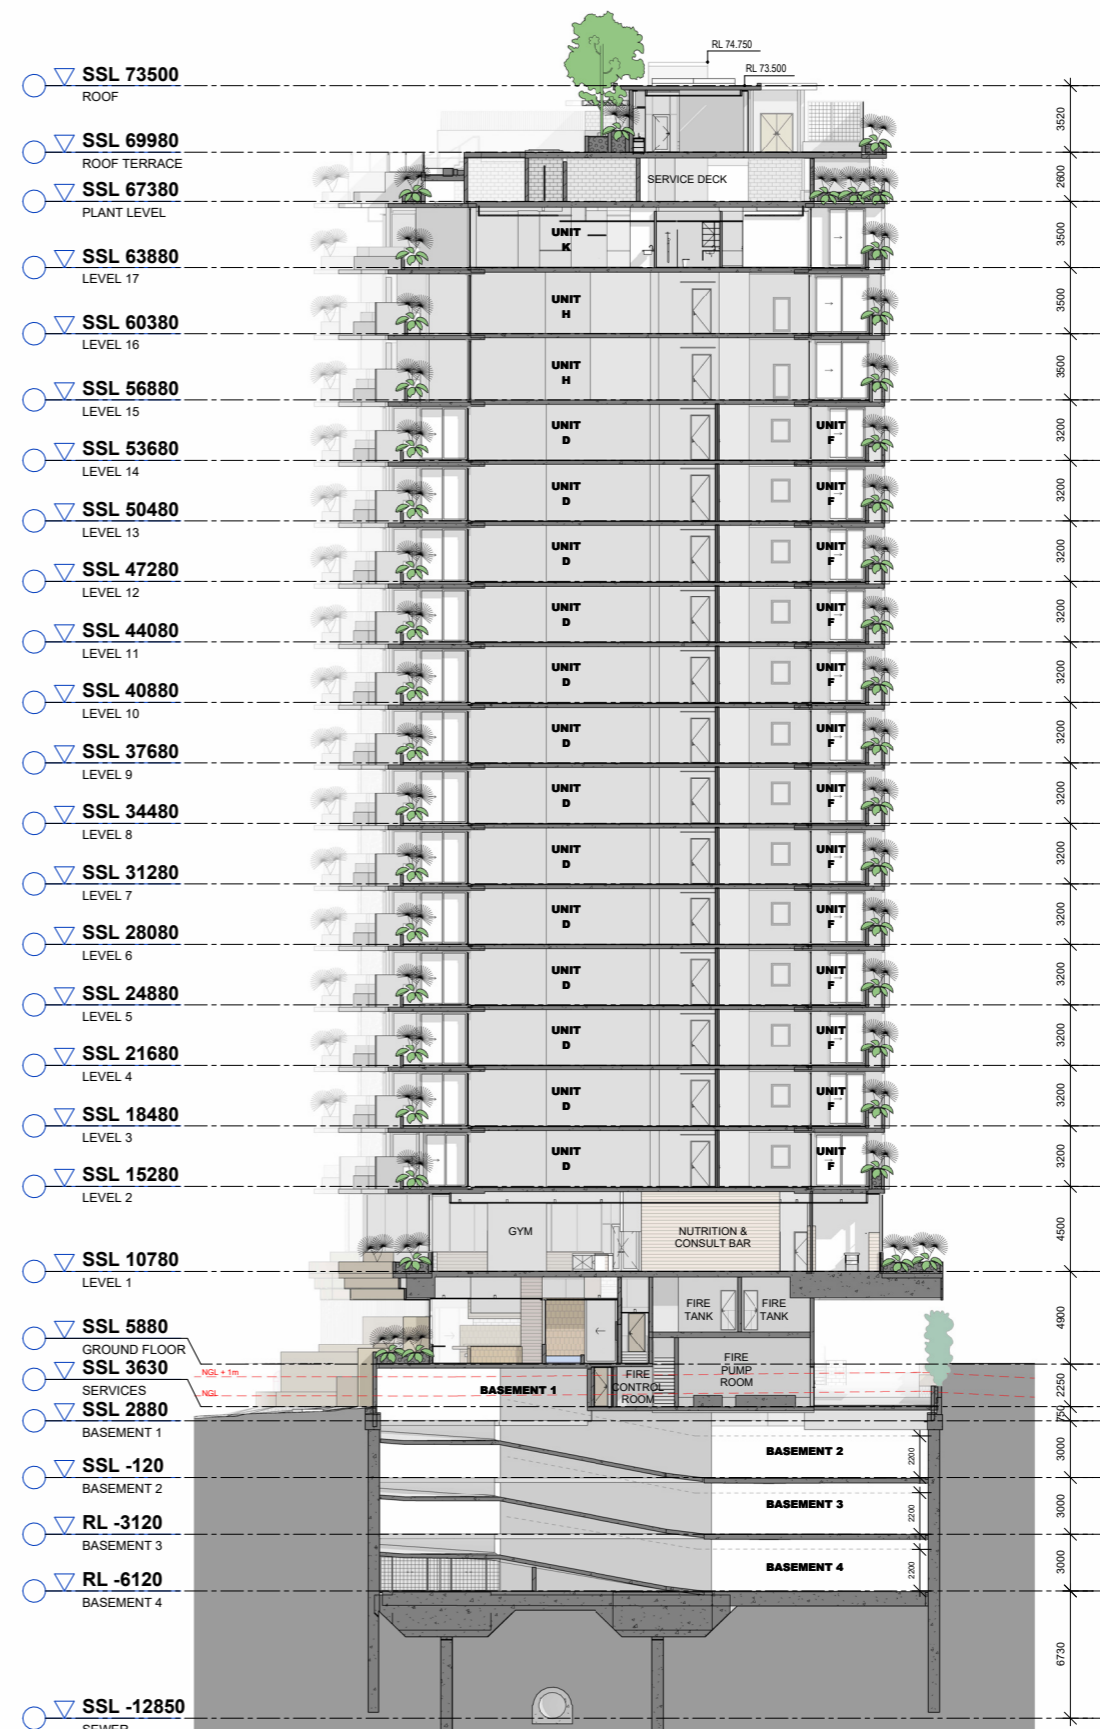 RL 74.750
RL 73.500
SSL 73500
ROOF
3520
SSL 69980
ROOF TERRACE
SERVICE DECK
2600
SSL 67380
PLANT LEVEL
UNIT
K
3500
SSL 63880
LEVEL 17
UNIT
H
3500
SSL 60380
LEVEL 16
UNIT
H
3500
SSL 56880
LEVEL 15
UNIT
D
UNIT
F
3200
SSL 53680
LEVEL 14
UNIT
D
UNIT
F
3200
SSL 50480
LEVEL 13
UNIT
D
UNIT
F
3200
SSL 47280
LEVEL 12
UNIT
D
UNIT
F
3200
SSL 44080
LEVEL 11
UNIT
D
UNIT
F
3200
SSL 40880
LEVEL 10
UNIT
D
UNIT
F
3200
SSL 37680
LEVEL 9
UNIT
D
UNIT
F
3200
SSL 34480
LEVEL 8
UNIT
D
UNIT
F
3200
SSL 31280
LEVEL 7
UNIT
D
UNIT
F
3200
SSL 28080
LEVEL 6
UNIT
D
UNIT
F
3200
SSL 24880
LEVEL 5
UNIT
D
UNIT
F
3200
SSL 21680
LEVEL 4
UNIT
D
UNIT
F
3200
SSL 18480
LEVEL 3
UNIT
D
UNIT
F
3200
SSL 15280
LEVEL 2
GYM
NUTRITION &
CONSULT BAR
4500
SSL 10780
LEVEL 1
FIRE
TANK
FIRE
TANK
4900
SSL 5880
GROUND FLOOR
NGL + 1m
NGL
BASEMENT 1
FIRE
CONTROL
ROOM
FIRE
PUMP
ROOM
2250
SSL 3630
SERVICES
750
SSL 2880
BASEMENT 1
BASEMENT 2
2200
3000
SSL -120
BASEMENT 2
BASEMENT 3
2200
3000
RL -3120
BASEMENT 3
BASEMENT 4
2200
3000
RL -6120
BASEMENT 4
6730
SSL -12850
SEWER